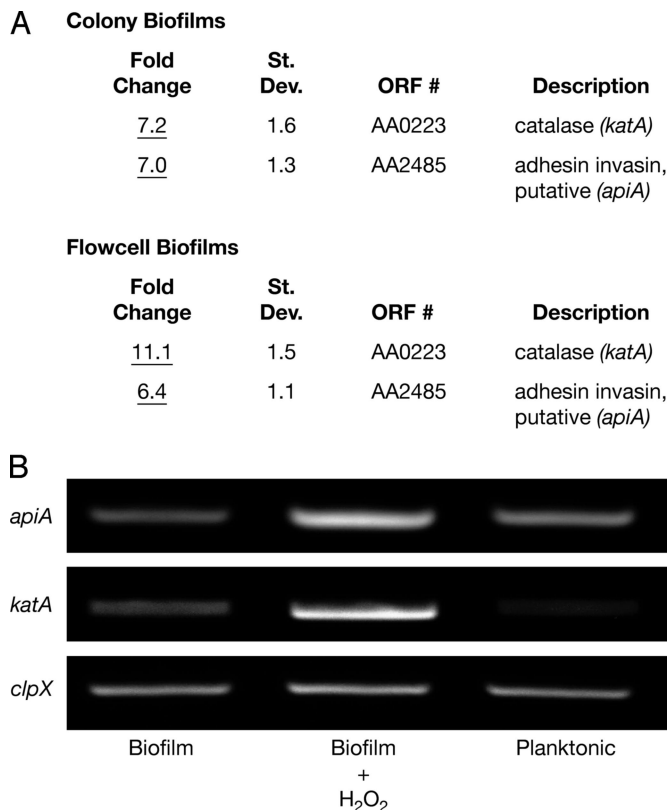 A
Colony Biofilms
Fold Change St. Dev. ORF # Description
7.2 1.6 AA0223 catalase (katA)
7.0 1.3 AA2485 adhesin invasin,
putative (apiA)
Flowcell Biofilms
Fold Change St. Dev. ORF # Description
11.1 1.5 AA0223 catalase (katA)
6.4 1.1 AA2485 adhesin invasin,
putative (apiA)
B
apiA
katA
clpX
Biofilm Biofilm Planktonic
+
H₂O₂